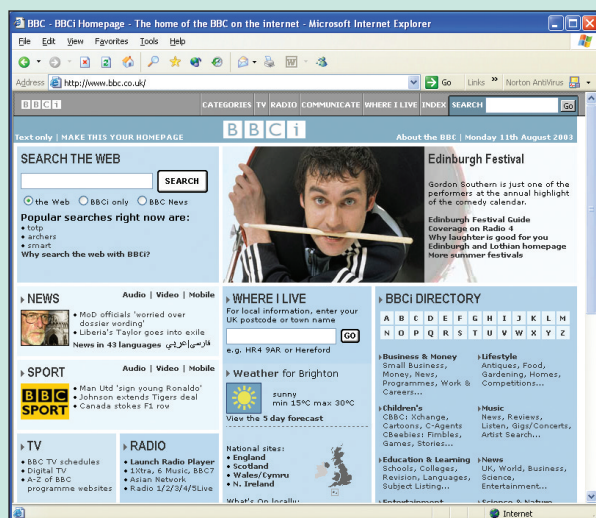 BBC - BBCi Homepage - The home of the BBC on the internet - Microsoft Internet Explorer
File Edit View Favorites Tools Help
Address http://www.bbc.co.uk/ Go Links » Norton AntiVirus
BBCi CATEGORIES TV RADIO COMMUNICATE WHERE I LIVE INDEX SEARCH Go
Text only | MAKE THIS YOUR HOMEPAGE BBCi About the BBC | Monday 11th August 2003
SEARCH THE WEB
SEARCH
the Web BBCi only BBC News
Popular searches right now are:
• totp
• archers
• smart
Why search the web with BBCi?
Edinburgh Festival
Gordon Southern is just one of the
performers at the annual highlight
of the comedy calendar.
Edinburgh Festival Guide
Coverage on Radio 4
Why laughter is good for you
Edinburgh and Lothian homepage
More summer festivals
NEWS Audio | Video | Mobile
• MoD officials 'worried over
dossier wording'
• Liberia's Taylor goes into exile
News in 43 languages فارسی|عربي
SPORT Audio | Video | Mobile
BBC
SPORT
• Man Utd 'sign young Ronaldo'
• Johnson extends Tigers deal
• Canada stokes F1 row
TV
• BBC TV schedules
• Digital TV
• A-Z of BBC
programme websites
RADIO
• Launch Radio Player
• 1Xtra, 6 Music, BBC7
• Asian Network
• Radio 1/2/3/4/5Live
WHERE I LIVE
For local information, enter your
UK postcode or town name
GO
e.g. HR4 9AR or Hereford
Weather for Brighton
sunny
min 15°C max 30°C
View the 5 day forecast
National sites:
• England
• Scotland
• Wales/Cymru
• N. Ireland
What's On locally:
BBCi DIRECTORY
A B C D E F G H I J K L M
N O P Q R S T U V W X Y Z
Business & Money
Small Business,
Money, News,
Programmes, Work &
Careers...
Lifestyle
Antiques, Food,
Gardening, Homes,
Competitions...
Children's
CBBC: Xchange,
Cartoons, C-Agents
CBeebies: Fimbles,
Games, Stories...
Music
News, Reviews,
Listen, Gigs/Concerts,
Artist Search...
Education & Learning
Schools, Colleges,
Revision, Languages,
Subject Listing...
News
UK, World, Business,
Science,
Entertainment...
Entertainment
Science & Nature
Internet